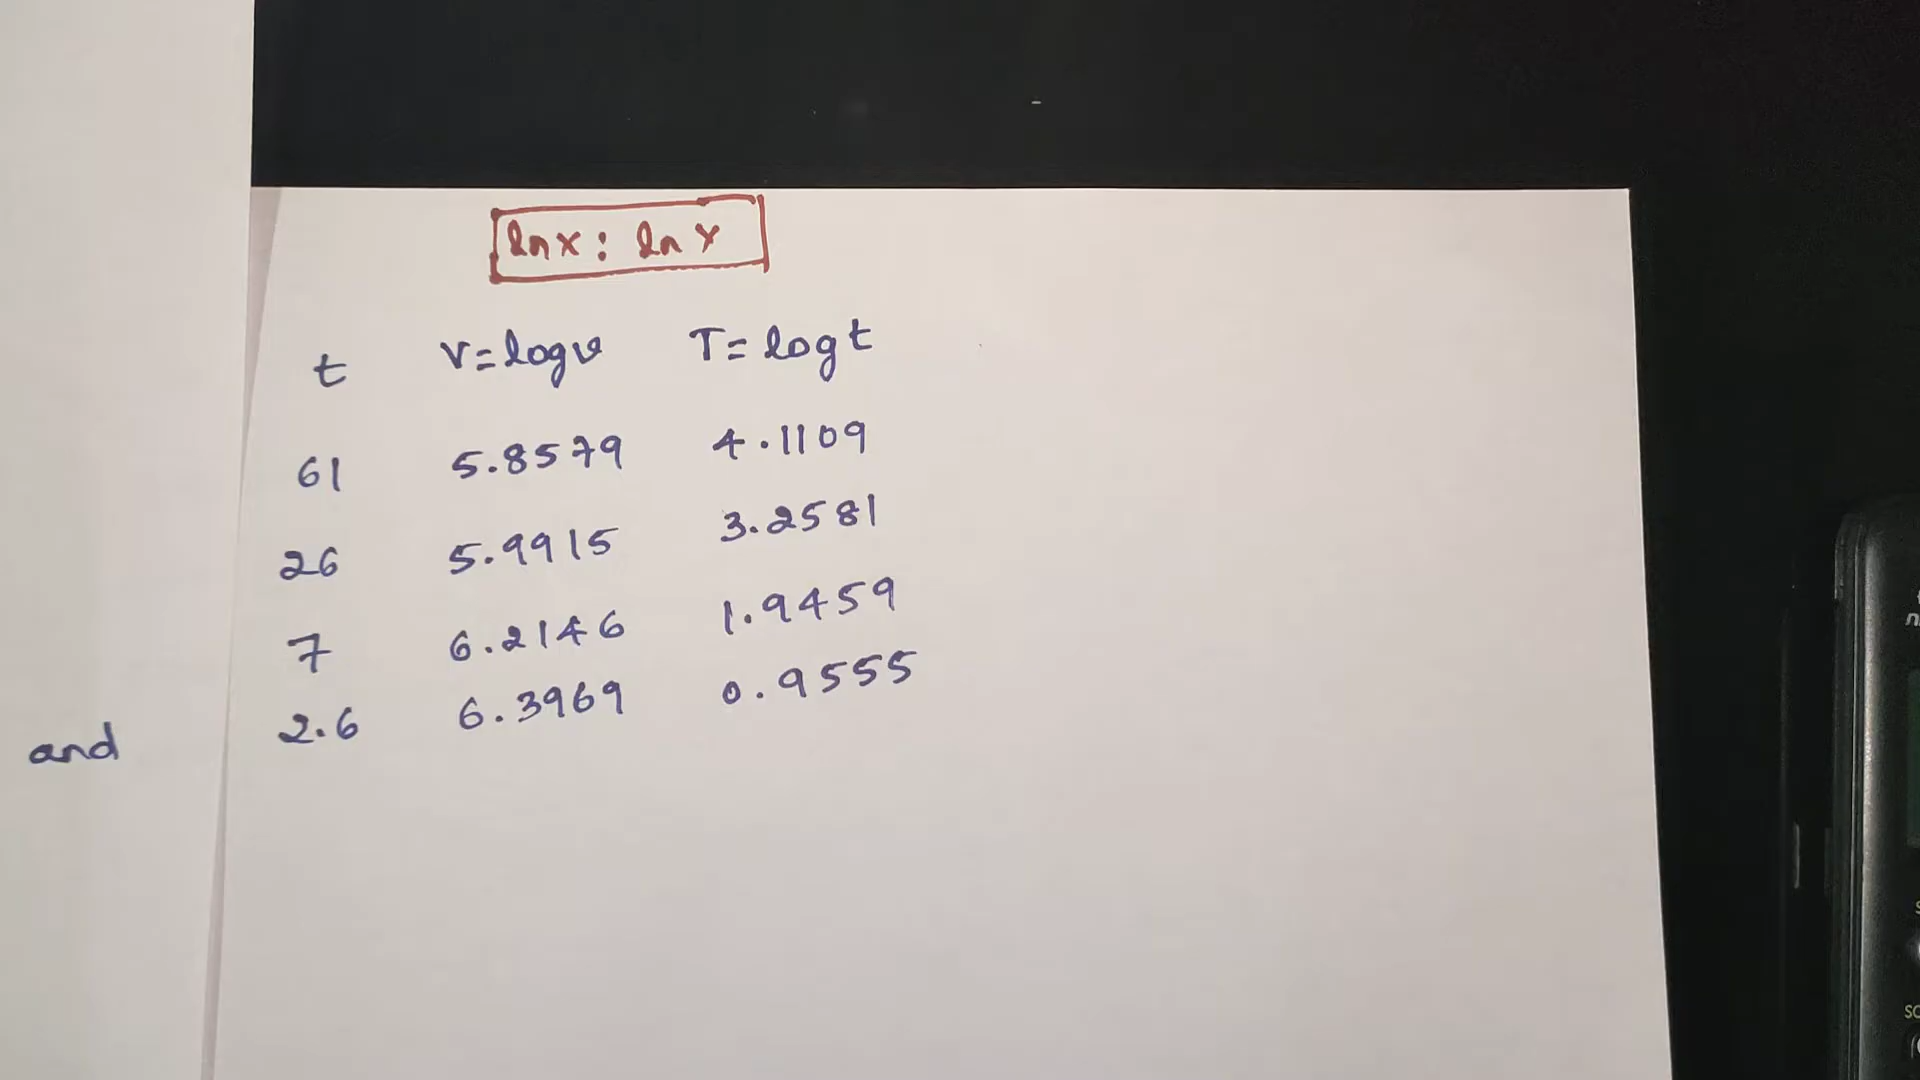 ln x : ln y
t V = log v T = log t
61 5.8579 4.1109
26 5.9915 3.2581
7 6.2146 1.9459
and 2.6 6.3969 0.9555